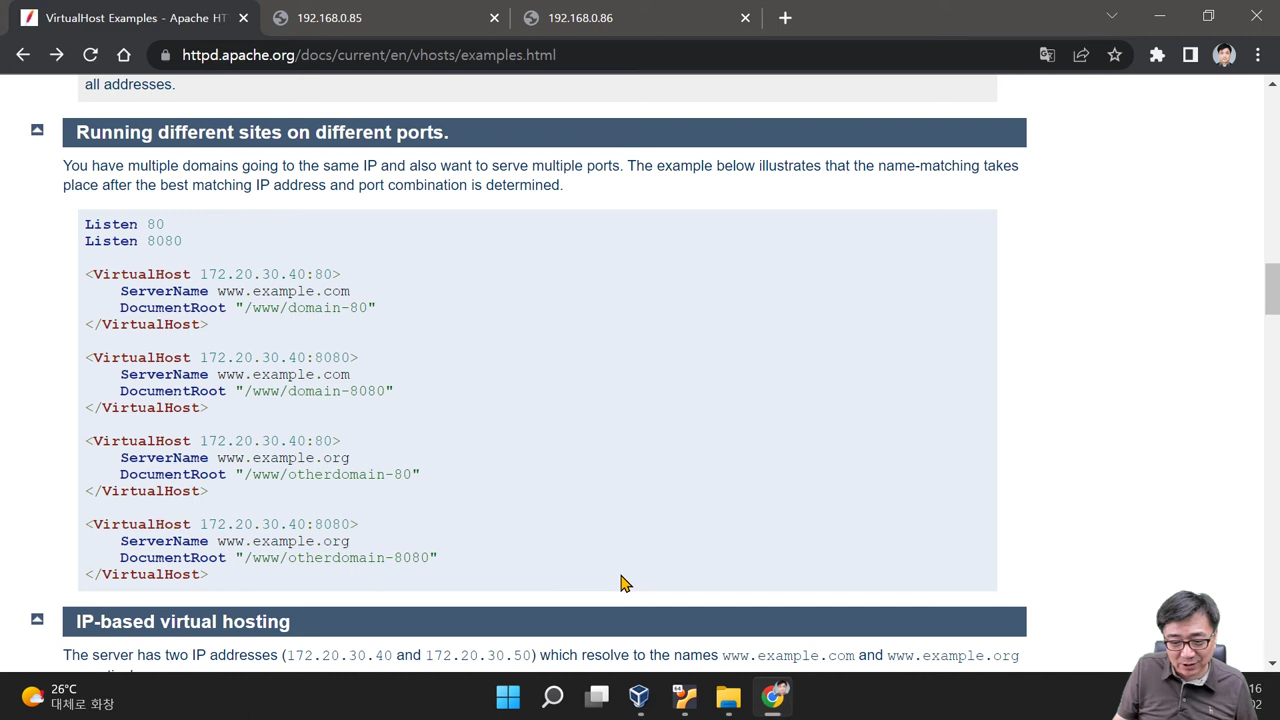 VirtualHost Examples - Apache HT
192.168.0.85
192.168.0.86
httpd.apache.org/docs/current/en/vhosts/examples.html
all addresses.
Running different sites on different ports.
You have multiple domains going to the same IP and also want to serve multiple ports. The example below illustrates that the name-matching takes
place after the best matching IP address and port combination is determined.
Listen 80
Listen 8080
<VirtualHost 172.20.30.40:80>
ServerName www.example.com
DocumentRoot "/www/domain-80"
</VirtualHost>
<VirtualHost 172.20.30.40:8080>
ServerName www.example.com
DocumentRoot "/www/domain-8080"
</VirtualHost>
<VirtualHost 172.20.30.40:80>
ServerName www.example.org
DocumentRoot "/www/otherdomain-80"
</VirtualHost>
<VirtualHost 172.20.30.40:8080>
ServerName www.example.org
DocumentRoot "/www/otherdomain-8080"
</VirtualHost>
IP-based virtual hosting
The server has two IP addresses (172.20.30.40 and 172.20.30.50) which resolve to the names www.example.com and www.example.org
26°C
대체로 화창
64
16
02